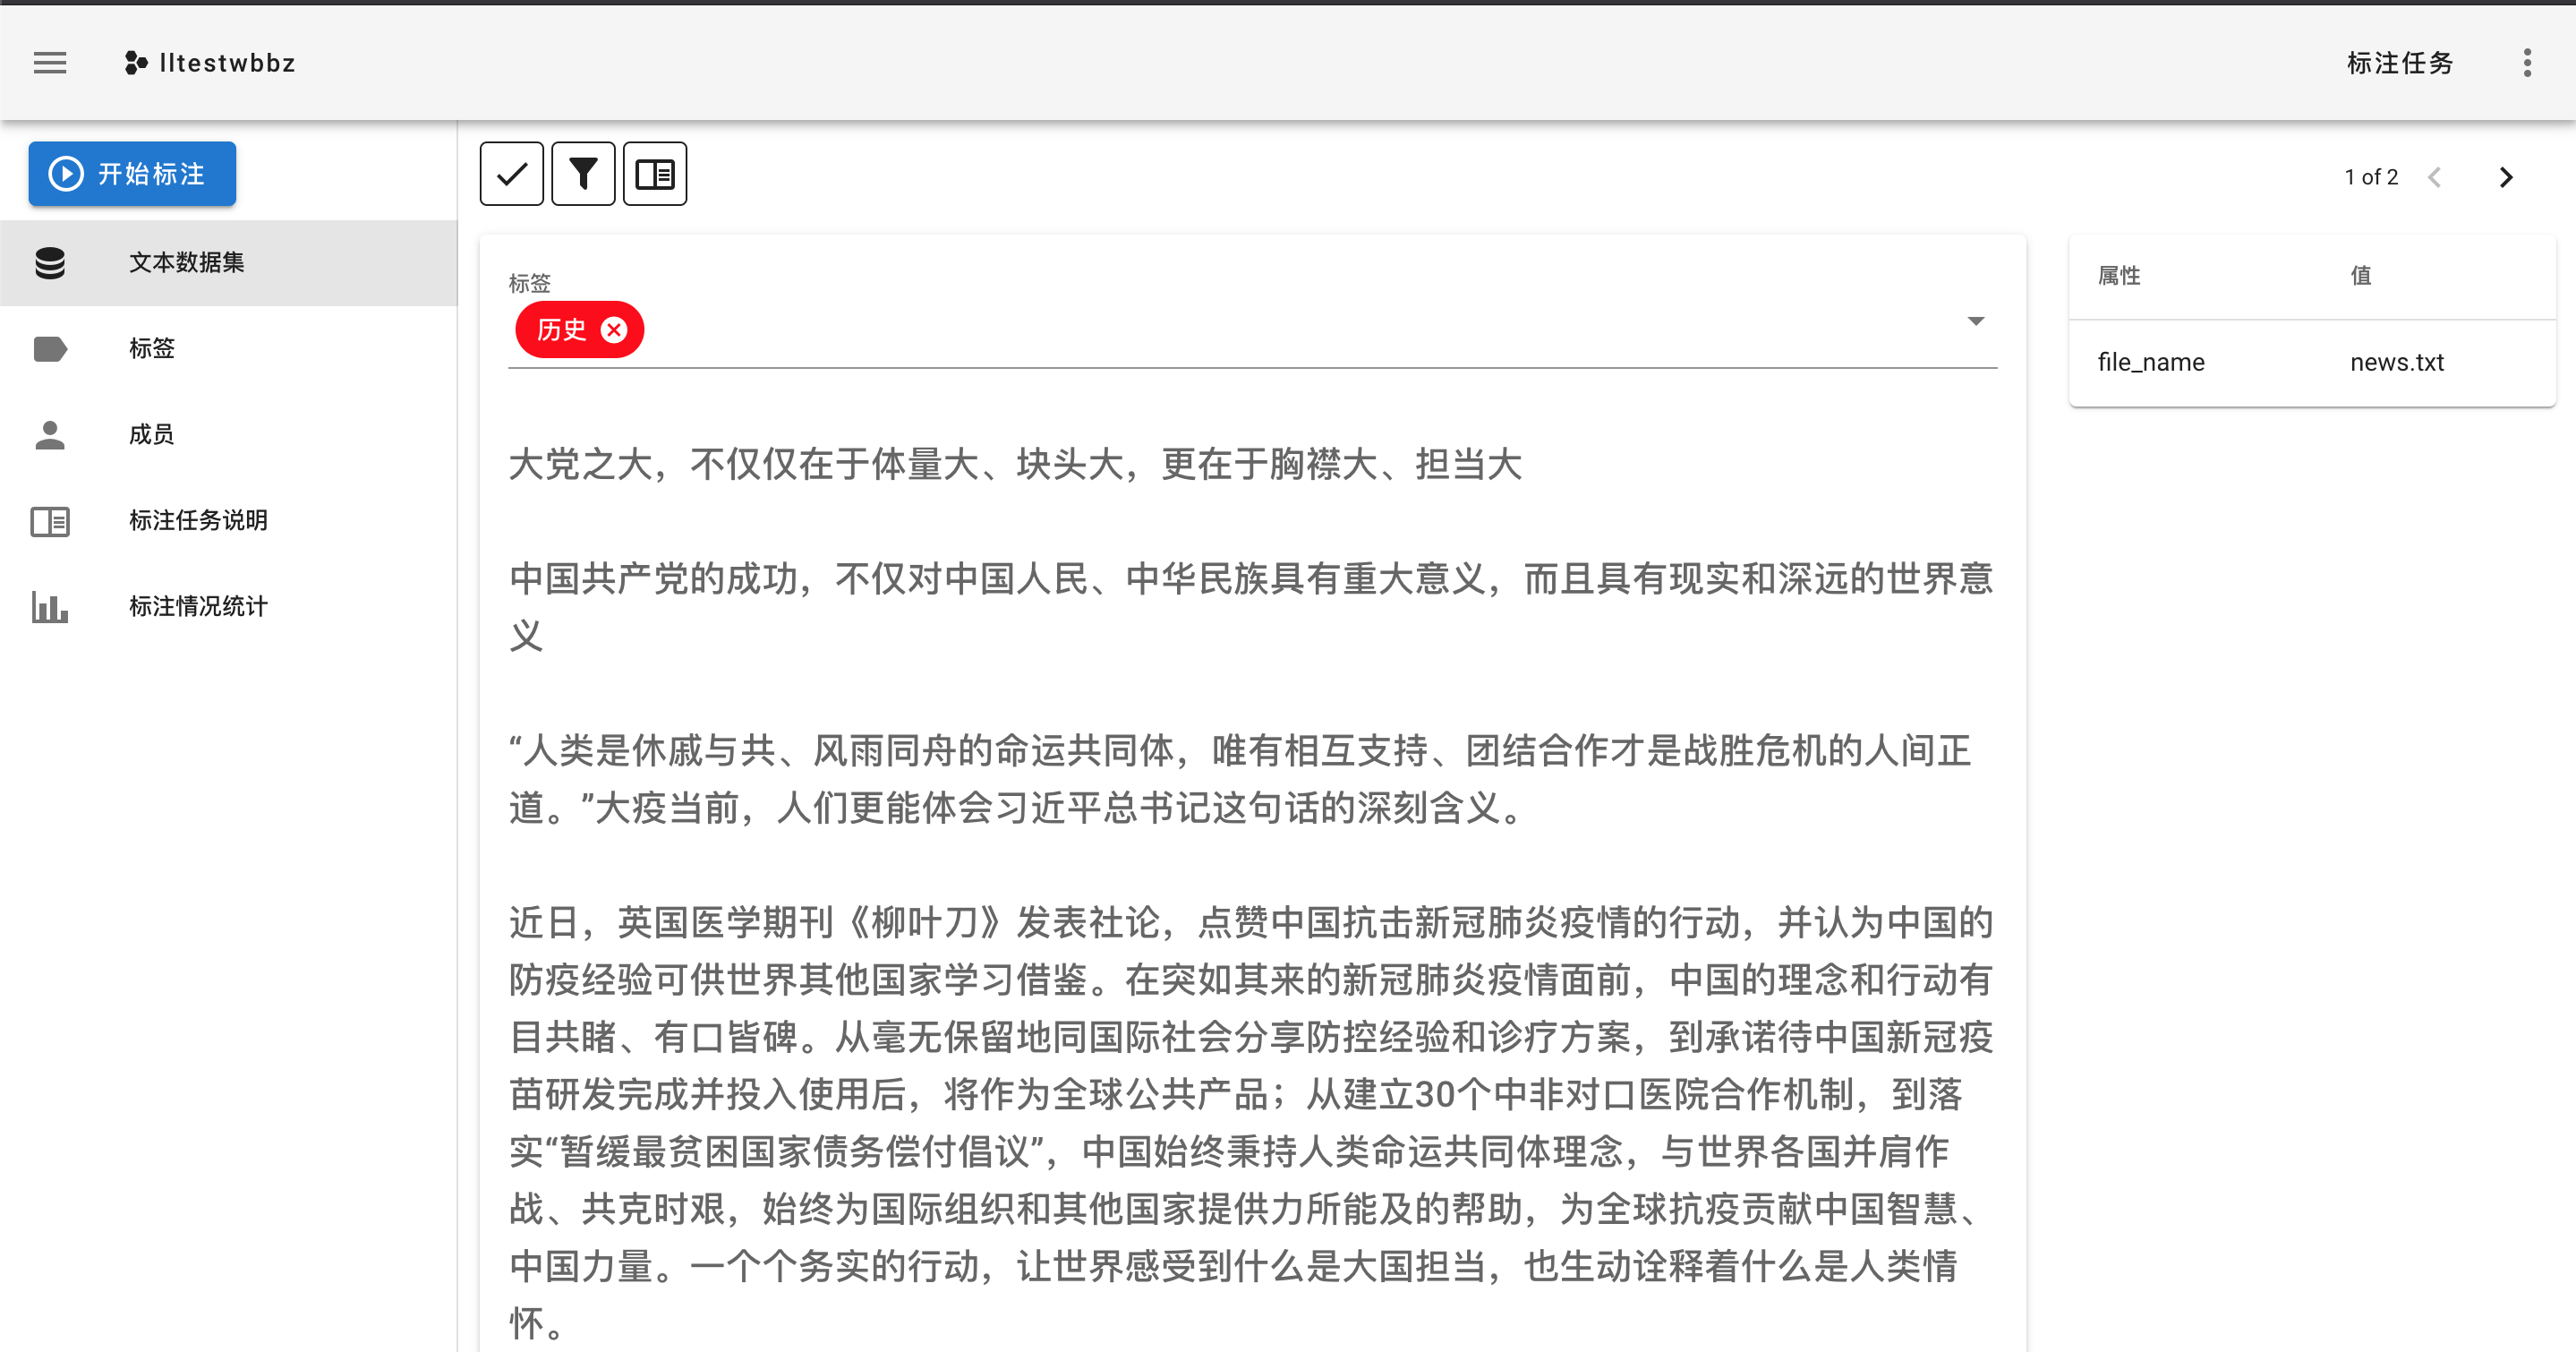 lltestwbbz
标注任务
开始标注
文本数据集
标签
成员
标注任务说明
标注情况统计
1 of 2
标签
历史
大党之大，不仅仅在于体量大、块头大，更在于胸襟大、担当大
中国共产党的成功，不仅对中国人民、中华民族具有重大意义，而且具有现实和深远的世界意
义
“人类是休戚与共、风雨同舟的命运共同体，唯有相互支持、团结合作才是战胜危机的人间正
道。”大疫当前，人们更能体会习近平总书记这句话的深刻含义。
近日，英国医学期刊《柳叶刀》发表社论，点赞中国抗击新冠肺炎疫情的行动，并认为中国的
防疫经验可供世界其他国家学习借鉴。在突如其来的新冠肺炎疫情面前，中国的理念和行动有
目共睹、有口皆碑。从毫无保留地同国际社会分享防控经验和诊疗方案，到承诺待中国新冠疫
苗研发完成并投入使用后，将作为全球公共产品；从建立30个中非对口医院合作机制，到落
实“暂缓最贫困国家债务偿付倡议”，中国始终秉持人类命运共同体理念，与世界各国并肩作
战、共克时艰，始终为国际组织和其他国家提供力所能及的帮助，为全球抗疫贡献中国智慧、
中国力量。一个个务实的行动，让世界感受到什么是大国担当，也生动诠释着什么是人类情
怀。
属性 值
file_name news.txt